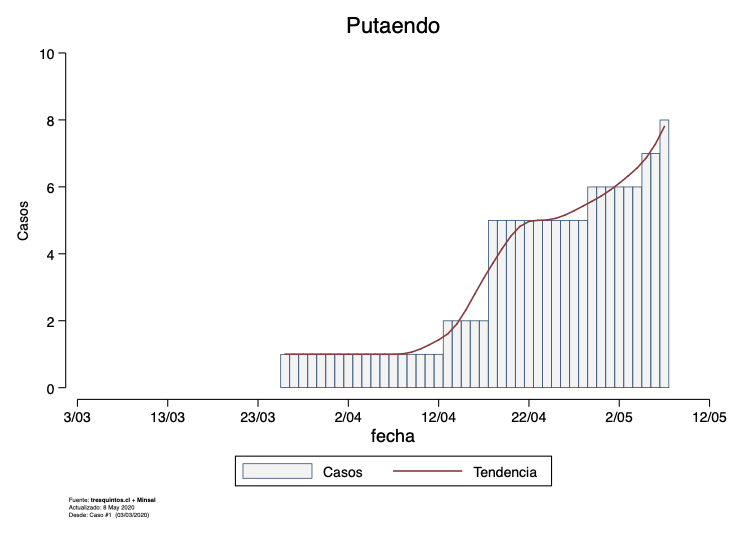 Putaendo
10
8
6
4
2
0
Casos
3/03 13/03 23/03 2/04 12/04 22/04 2/05 12/05
fecha
Casos Tendencia
Fuente: tresquintos.cl + Minsal
Actualizado: 8 May 2020
Desde: Caso #1 (03/03/2020)